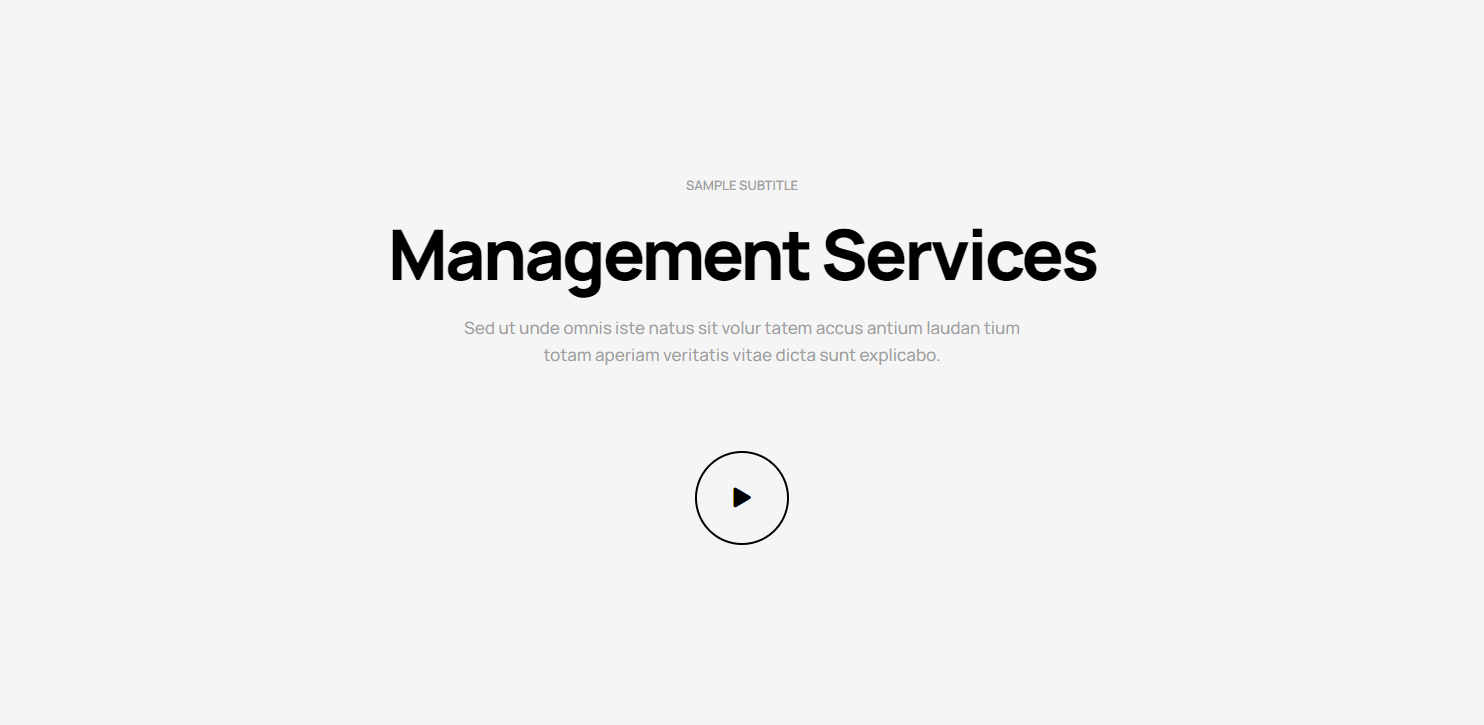 SAMPLE SUBTITLE
Management Services
Sed ut unde omnis iste natus sit volur tatem accus antium laudan tium
totam aperiam veritatis vitae dicta sunt explicabo.